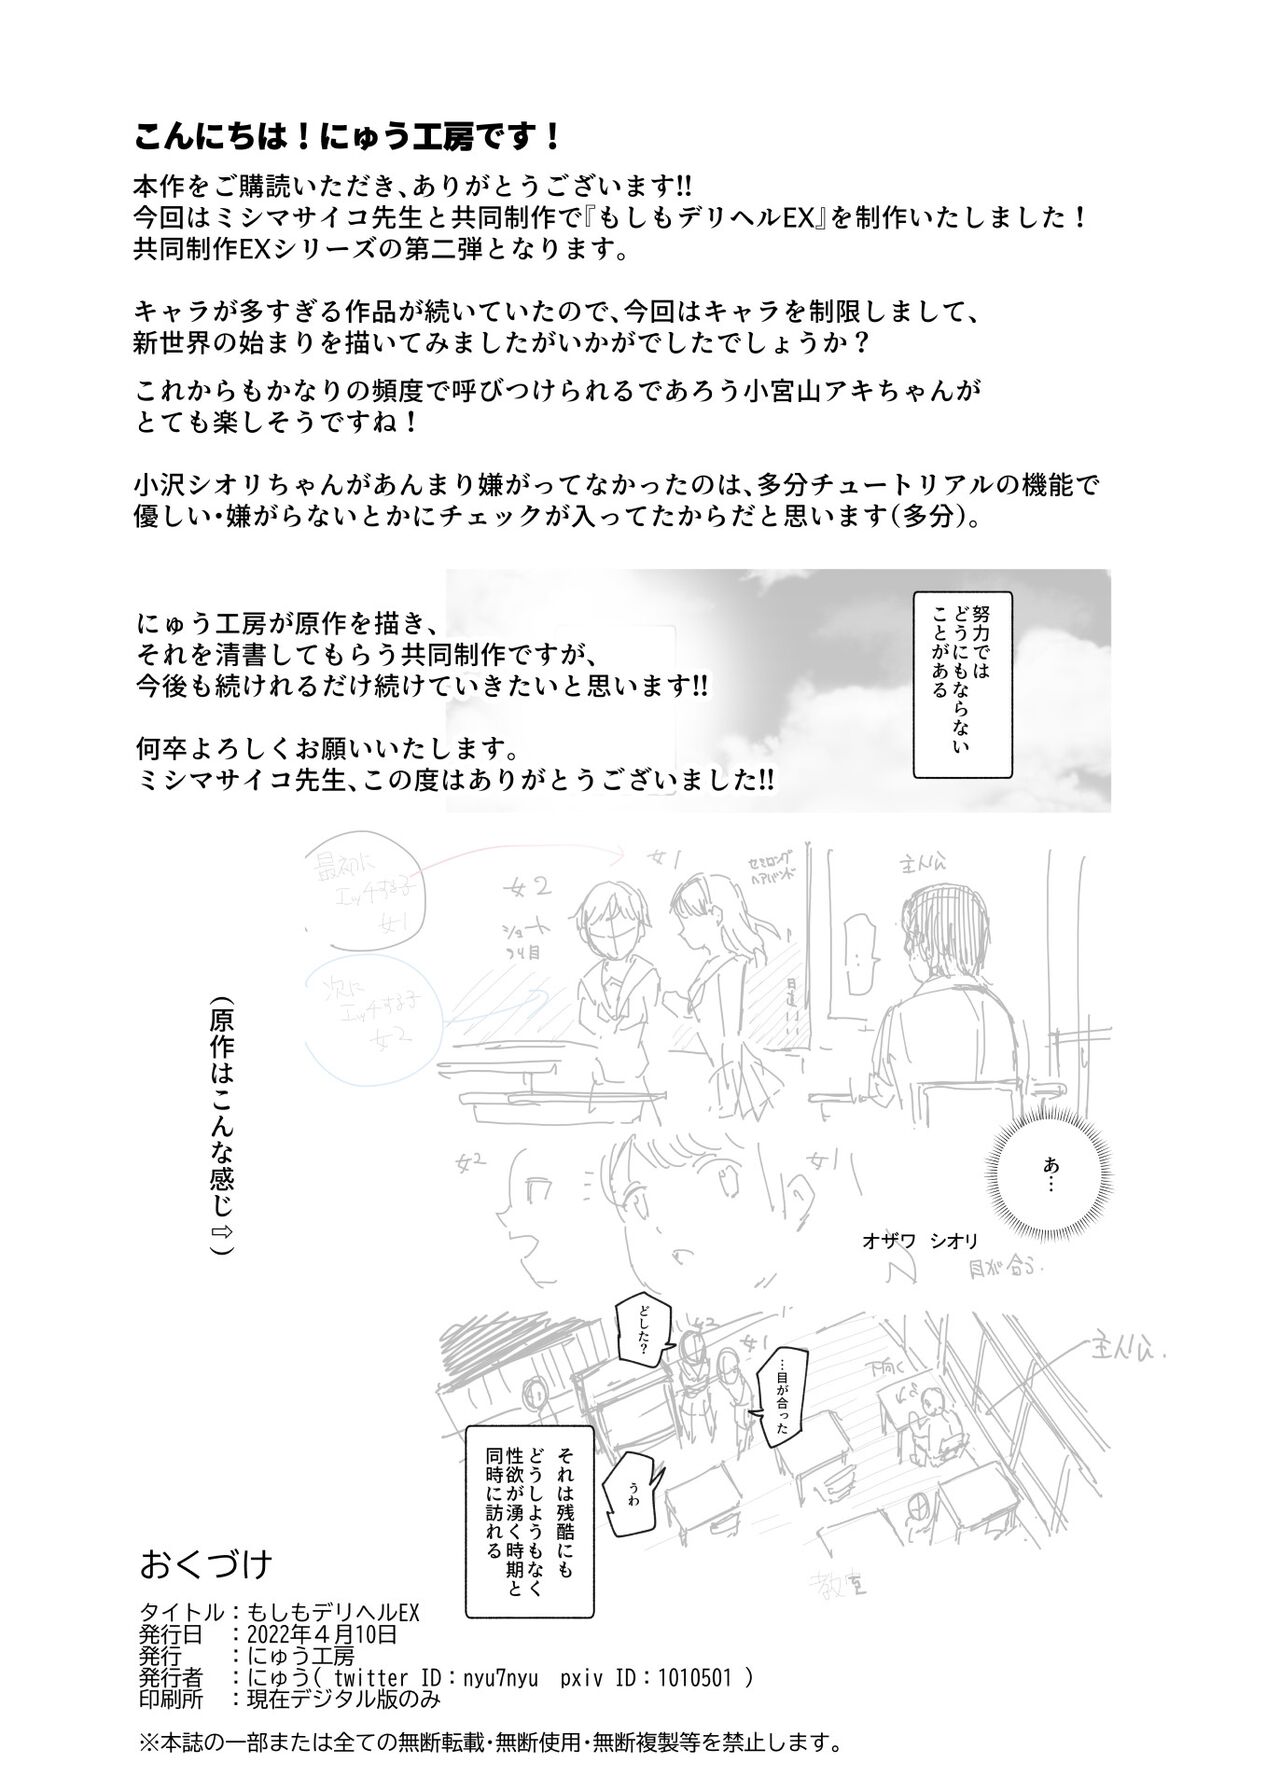 こんにちは！にゅう工房です！
本作をご購読いただき、ありがとうございます!!
今回はミシマサイコ先生と共同制作で『もしもデリヘルEX』を制作いたしました！
共同制作EXシリーズの第二弾となります。
キャラが多すぎる作品が続いていたので、今回はキャラを制限しまして、
新世界の始まりを描いてみましたがいかがでしたでしょうか？
これからもかなりの頻度で呼びつけられるであろう小宮山アキちゃんが
とても楽しそうですね！
小沢シオリちゃんがあんまり嫌がってなかったのは、多分チュートリアルの機能で
優しい・嫌がらないとかにチェックが入ってたからだと思います（多分）。
にゅう工房が原作を描き、
それを清書してもらう共同制作ですが、
今後も続けれるだけ続けていきたいと思います!!
何卒よろしくお願いいたします。
ミシマサイコ先生、この度はありがとうございました!!
努力では
どうにもならない
ことがある
主人公
セミロング
ヘアバンド
女1
女2
ショート
ツリ目
（原作はこんな感じ⇨）
あ…
女1
女2
オザワ シオリ
目が合う.
どした？
女2
女1
…目が合った
下向く
主人公.
うわ
それは残酷にも
どうしようもなく
性欲が湧く時期と
同時に訪れる
教室
おくづけ
タイトル：もしもデリヘルEX
発行日　：2022年４月10日
発行　　：にゅう工房
発行者　：にゅう( twitter ID：nyu7nyu　pxiv ID：1010501 )
印刷所　：現在デジタル版のみ
※本誌の一部または全ての無断転載・無断使用・無断複製等を禁止します。